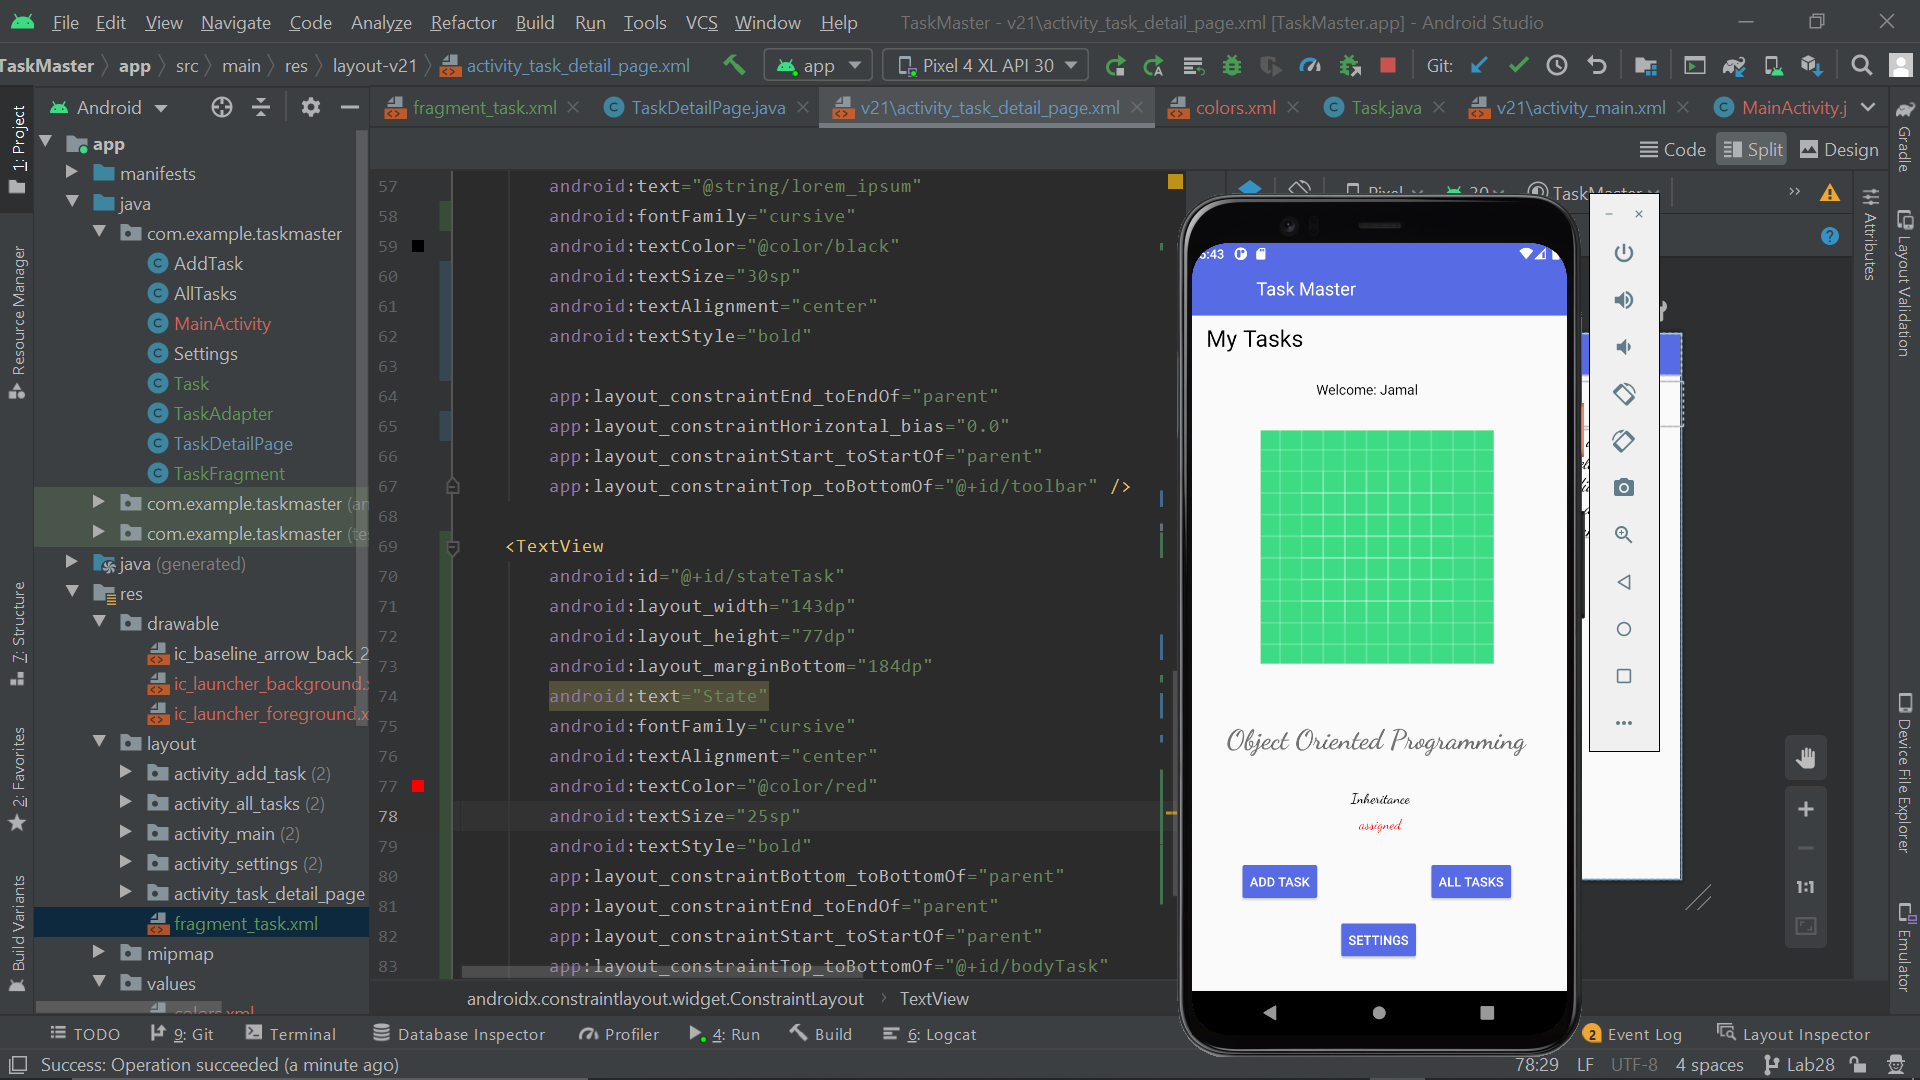 File Edit View Navigate Code Analyze Refactor Build Run Tools VCS Window Help TaskMaster - v21\activity_task_detail_page.xml [TaskMaster.app] - Android Studio
TaskMaster app src main res layout-v21 activity_task_detail_page.xml app Pixel 4 XL API 30 Git:
Android fragment_task.xml TaskDetailPage.java v21\activity_task_detail_page.xml colors.xml Task.java v21\activity_main.xml MainActivity.j
Code Split Design
1: Project
Resource Manager
7: Structure
2: Favorites
Build Variants
app
manifests
java
com.example.taskmaster
AddTask
AllTasks
MainActivity
Settings
Task
TaskAdapter
TaskDetailPage
TaskFragment
com.example.taskmaster (an
com.example.taskmaster (te
java (generated)
res
drawable
ic_baseline_arrow_back_2
ic_launcher_background.x
ic_launcher_foreground.x
layout
activity_add_task (2)
activity_all_tasks (2)
activity_main (2)
activity_settings (2)
activity_task_detail_page
fragment_task.xml
mipmap
values
colors.xml
57 android:text="@string/lorem_ipsum"
58 android:fontFamily="cursive"
59 android:textColor="@color/black"
60 android:textSize="30sp"
61 android:textAlignment="center"
62 android:textStyle="bold"
63
64 app:layout_constraintEnd_toEndOf="parent"
65 app:layout_constraintHorizontal_bias="0.0"
66 app:layout_constraintStart_toStartOf="parent"
67 app:layout_constraintTop_toBottomOf="@+id/toolbar" />
68
69 <TextView
70 android:id="@+id/stateTask"
71 android:layout_width="143dp"
72 android:layout_height="77dp"
73 android:layout_marginBottom="184dp"
74 android:text="State"
75 android:fontFamily="cursive"
76 android:textAlignment="center"
77 android:textColor="@color/red"
78 android:textSize="25sp"
79 android:textStyle="bold"
80 app:layout_constraintBottom_toBottomOf="parent"
81 app:layout_constraintEnd_toEndOf="parent"
82 app:layout_constraintStart_toStartOf="parent"
83 app:layout_constraintTop_toBottomOf="@+id/bodyTask"
androidx.constraintlayout.widget.ConstraintLayout TextView
Pixel 30 TaskMaster
:43
Task Master
My Tasks
Welcome: Jamal
Object Oriented Programming
Inheritance
assigned
ADD TASK ALL TASKS
SETTINGS
1:1
Gradle
Attributes
Layout Validation
Device File Explorer
Emulator
TODO 9: Git Terminal Database Inspector Profiler 4: Run Build 6: Logcat 2 Event Log Layout Inspector
Success: Operation succeeded (a minute ago) 78:29 LF UTF-8 4 spaces Lab28